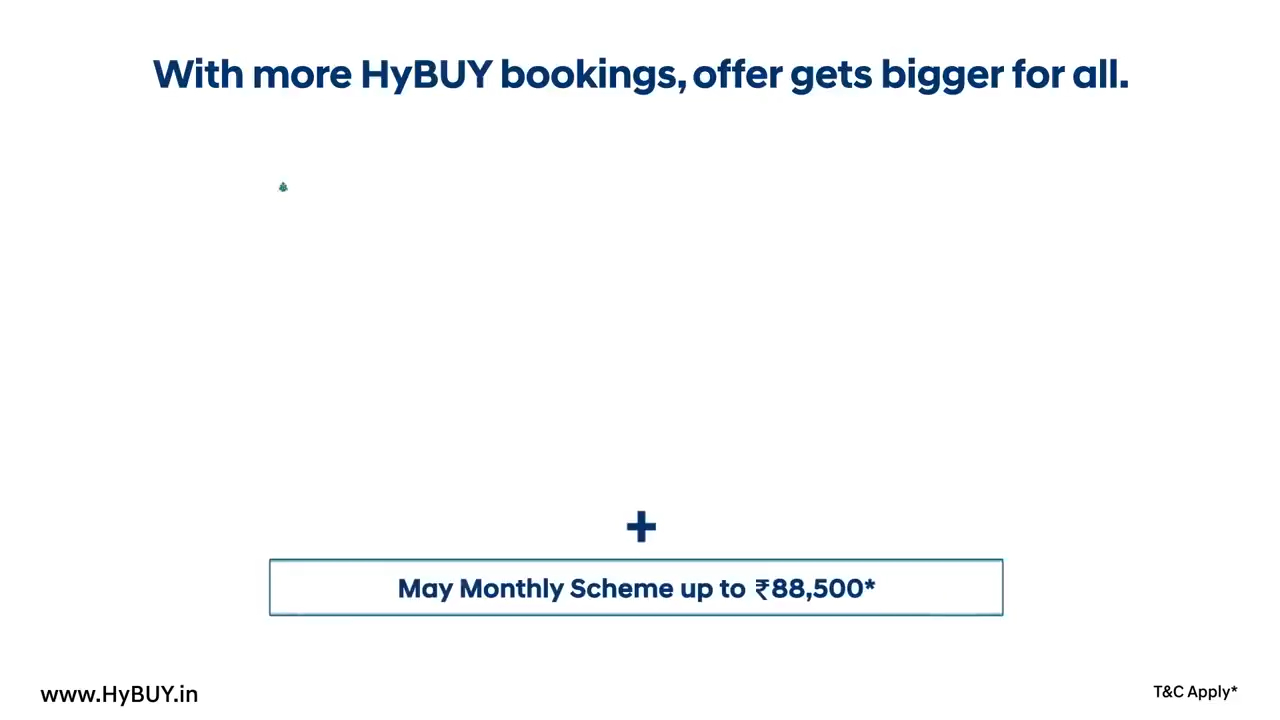 With more HyBUY bookings, offer gets bigger for all.
+
May Monthly Scheme up to ₹88,500*
www.HyBUY.in
T&C Apply*